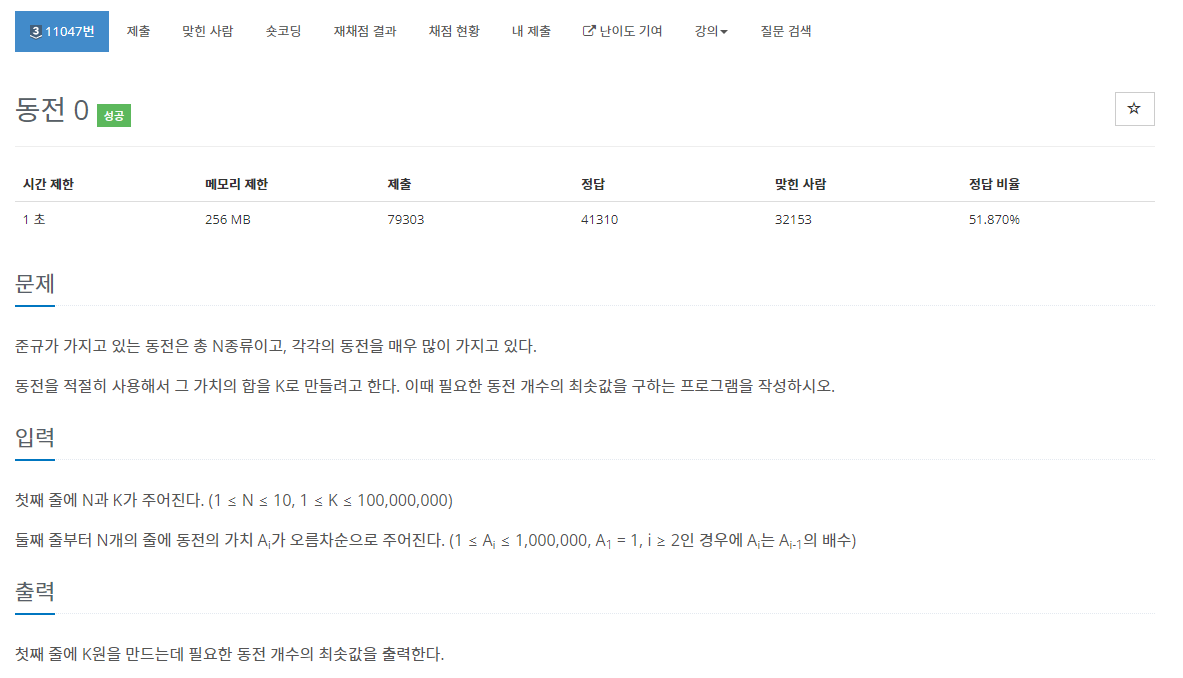 3 11047번 제출 맞힌 사람 숏코딩 재채점 결과 채점 현황 내 제출 난이도 기여 강의 질문 검색
동전 0 성공
시간 제한 메모리 제한 제출 정답 맞힌 사람 정답 비율
1 초 256 MB 79303 41310 32153 51.870%
문제
준규가 가지고 있는 동전은 총 N종류이고, 각각의 동전을 매우 많이 가지고 있다.
동전을 적절히 사용해서 그 가치의 합을 K로 만들려고 한다. 이때 필요한 동전 개수의 최솟값을 구하는 프로그램을 작성하시오.
입력
첫째 줄에 N과 K가 주어진다. (1 ≤ N ≤ 10, 1 ≤ K ≤ 100,000,000)
둘째 줄부터 N개의 줄에 동전의 가치 Ai가 오름차순으로 주어진다. (1 ≤ Ai ≤ 1,000,000, A1 = 1, i ≥ 2인 경우에 Ai는 Ai-1의 배수)
출력
첫째 줄에 K원을 만드는데 필요한 동전 개수의 최솟값을 출력한다.